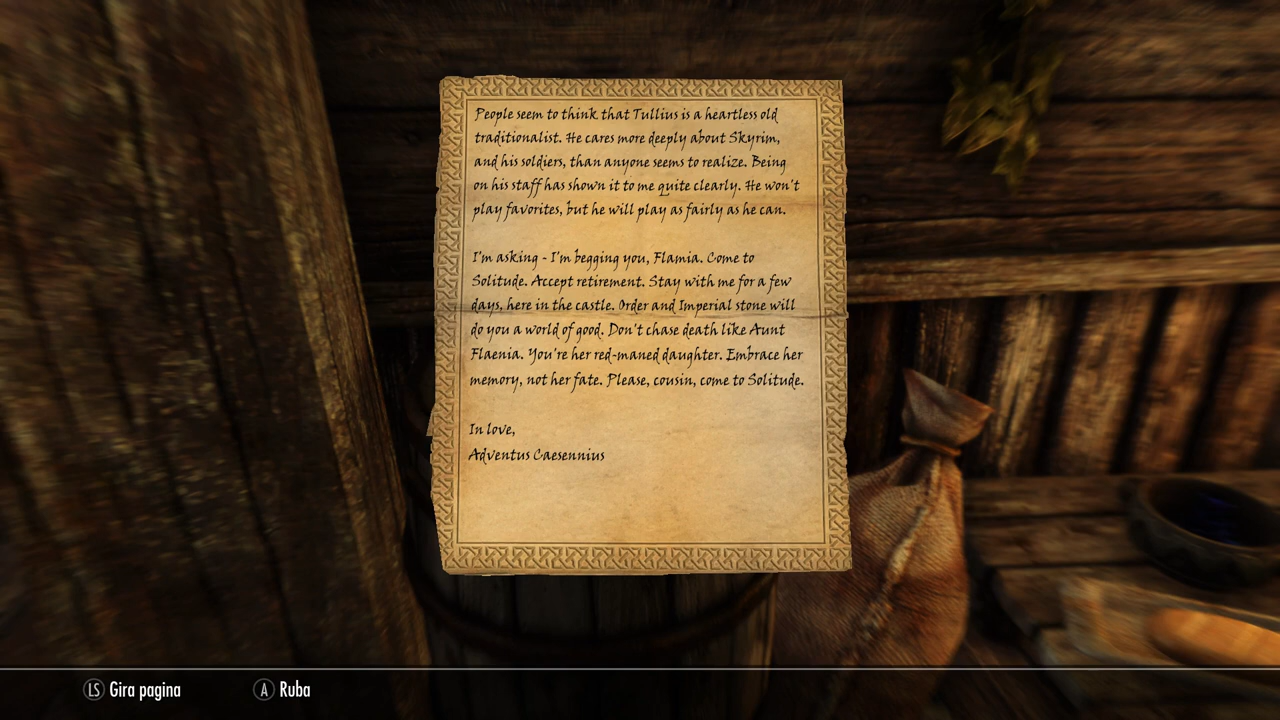 People seem to think that Tullius is a heartless old
traditionalist. He cares more deeply about Skyrim,
and his soldiers, than anyone seems to realize. Being
on his staff has shown it to me quite clearly. He won't
play favorites, but he will play as fairly as he can.
I'm asking - I'm begging you, Flamia. Come to
Solitude. Accept retirement. Stay with me for a few
days, here in the castle. Order and Imperial stone will
do you a world of good. Don't chase death like Aunt
Flaenia. You're her red-maned daughter. Embrace her
memory, not her fate. Please, cousin, come to Solitude.
In love,
Adventus Caesennius
LS Gira pagina
A Ruba